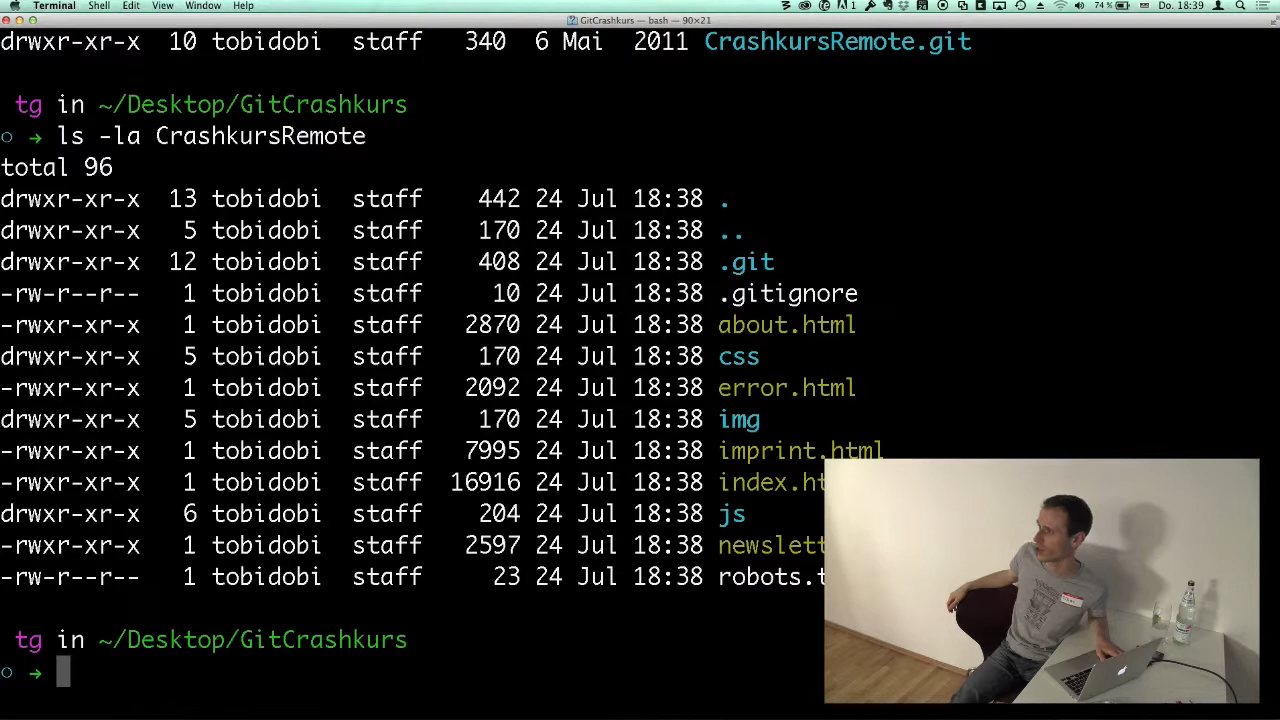 Terminal Shell Edit View Window Help 1 74 % Do. 18:39
GitCrashkurs — bash — 90×21
drwxr-xr-x 10 tobidobi staff 340 6 Mai 2011 CrashkursRemote.git
tg in ~/Desktop/GitCrashkurs
○ → ls -la CrashkursRemote
total 96
drwxr-xr-x 13 tobidobi staff 442 24 Jul 18:38 .
drwxr-xr-x 5 tobidobi staff 170 24 Jul 18:38 ..
drwxr-xr-x 12 tobidobi staff 408 24 Jul 18:38 .git
-rw-r--r-- 1 tobidobi staff 10 24 Jul 18:38 .gitignore
-rwxr-xr-x 1 tobidobi staff 2870 24 Jul 18:38 about.html
drwxr-xr-x 5 tobidobi staff 170 24 Jul 18:38 css
-rwxr-xr-x 1 tobidobi staff 2092 24 Jul 18:38 error.html
drwxr-xr-x 5 tobidobi staff 170 24 Jul 18:38 img
-rwxr-xr-x 1 tobidobi staff 7995 24 Jul 18:38 imprint.html
-rwxr-xr-x 1 tobidobi staff 16916 24 Jul 18:38 index.ht
drwxr-xr-x 6 tobidobi staff 204 24 Jul 18:38 js
-rwxr-xr-x 1 tobidobi staff 2597 24 Jul 18:38 newslett
-rw-r--r-- 1 tobidobi staff 23 24 Jul 18:38 robots.t
tg in ~/Desktop/GitCrashkurs
○ →